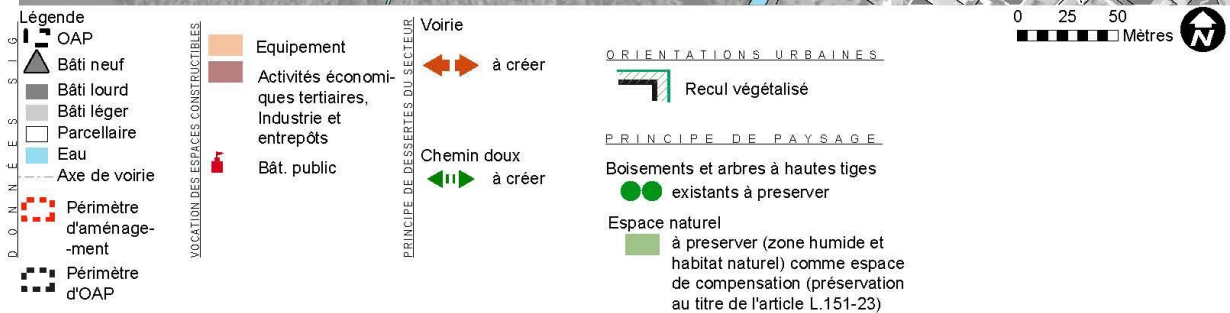 Légende
OAP
Bâti neuf
Bâti lourd
Bâti léger
Parcellaire
Eau
Axe de voirie
Périmètre
d'aménage-
-ment
Périmètre
d'OAP
DONNÉES SIG
VOCATION DES ESPACES CONSTRUCTIBLES
Equipement
Activités économi-
ques tertiaires,
Industrie et
entrepôts
Bât. public
PRINCIPE DE DESSERTES DU SECTEUR
Voirie
à créer
Chemin doux
à créer
ORIENTATIONS URBAINES
Recul végétalisé
PRINCIPE DE PAYSAGE
Boisements et arbres à hautes tiges
existants à preserver
Espace naturel
à preserver (zone humide et
habitat naturel) comme espace
de compensation (préservation
au titre de l'article L.151-23)
0 25 50
Mètres
N